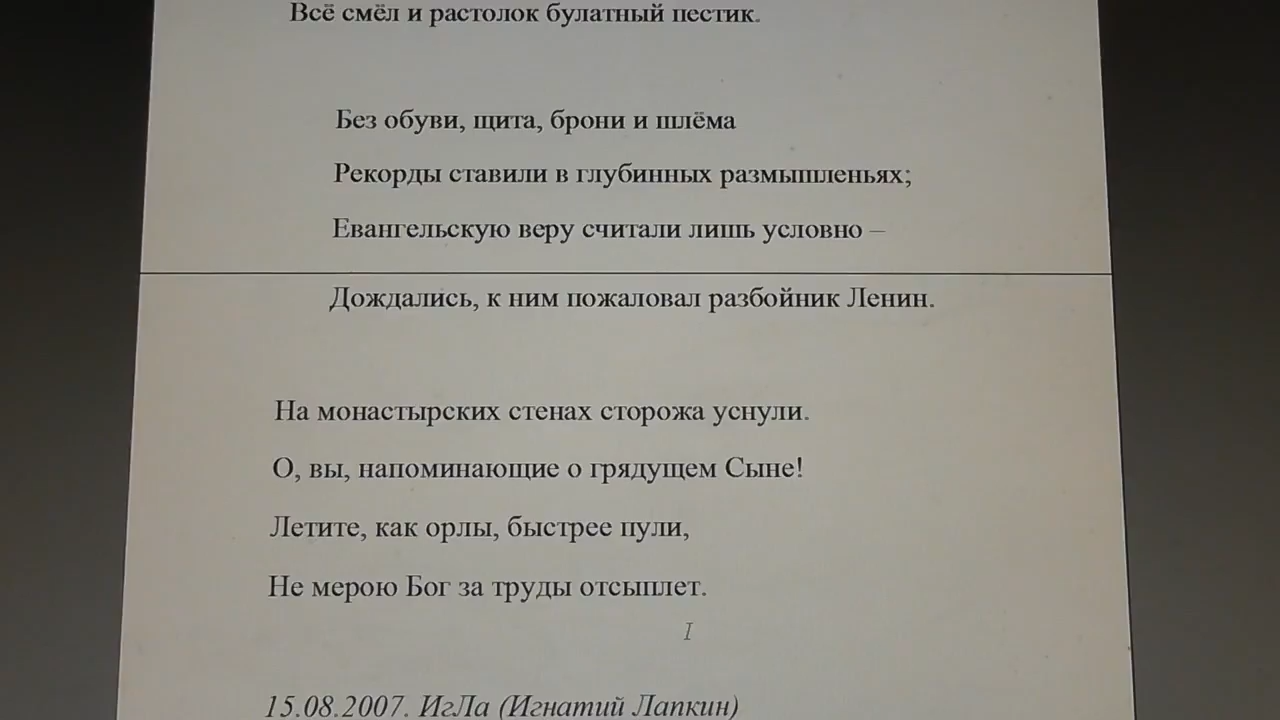 Всё смёл и растолок булатный пестик.
Без обуви, щита, брони и шлёма
Рекорды ставили в глубинных размышленьях;
Евангельскую веру считали лишь условно –
Дождались, к ним пожаловал разбойник Ленин.
На монастырских стенах сторожа уснули.
О, вы, напоминающие о грядущем Сыне!
Летите, как орлы, быстрее пули,
Не мерою Бог за труды отсыплет.
15.08.2007. ИгЛа (Игнатий Лапкин)